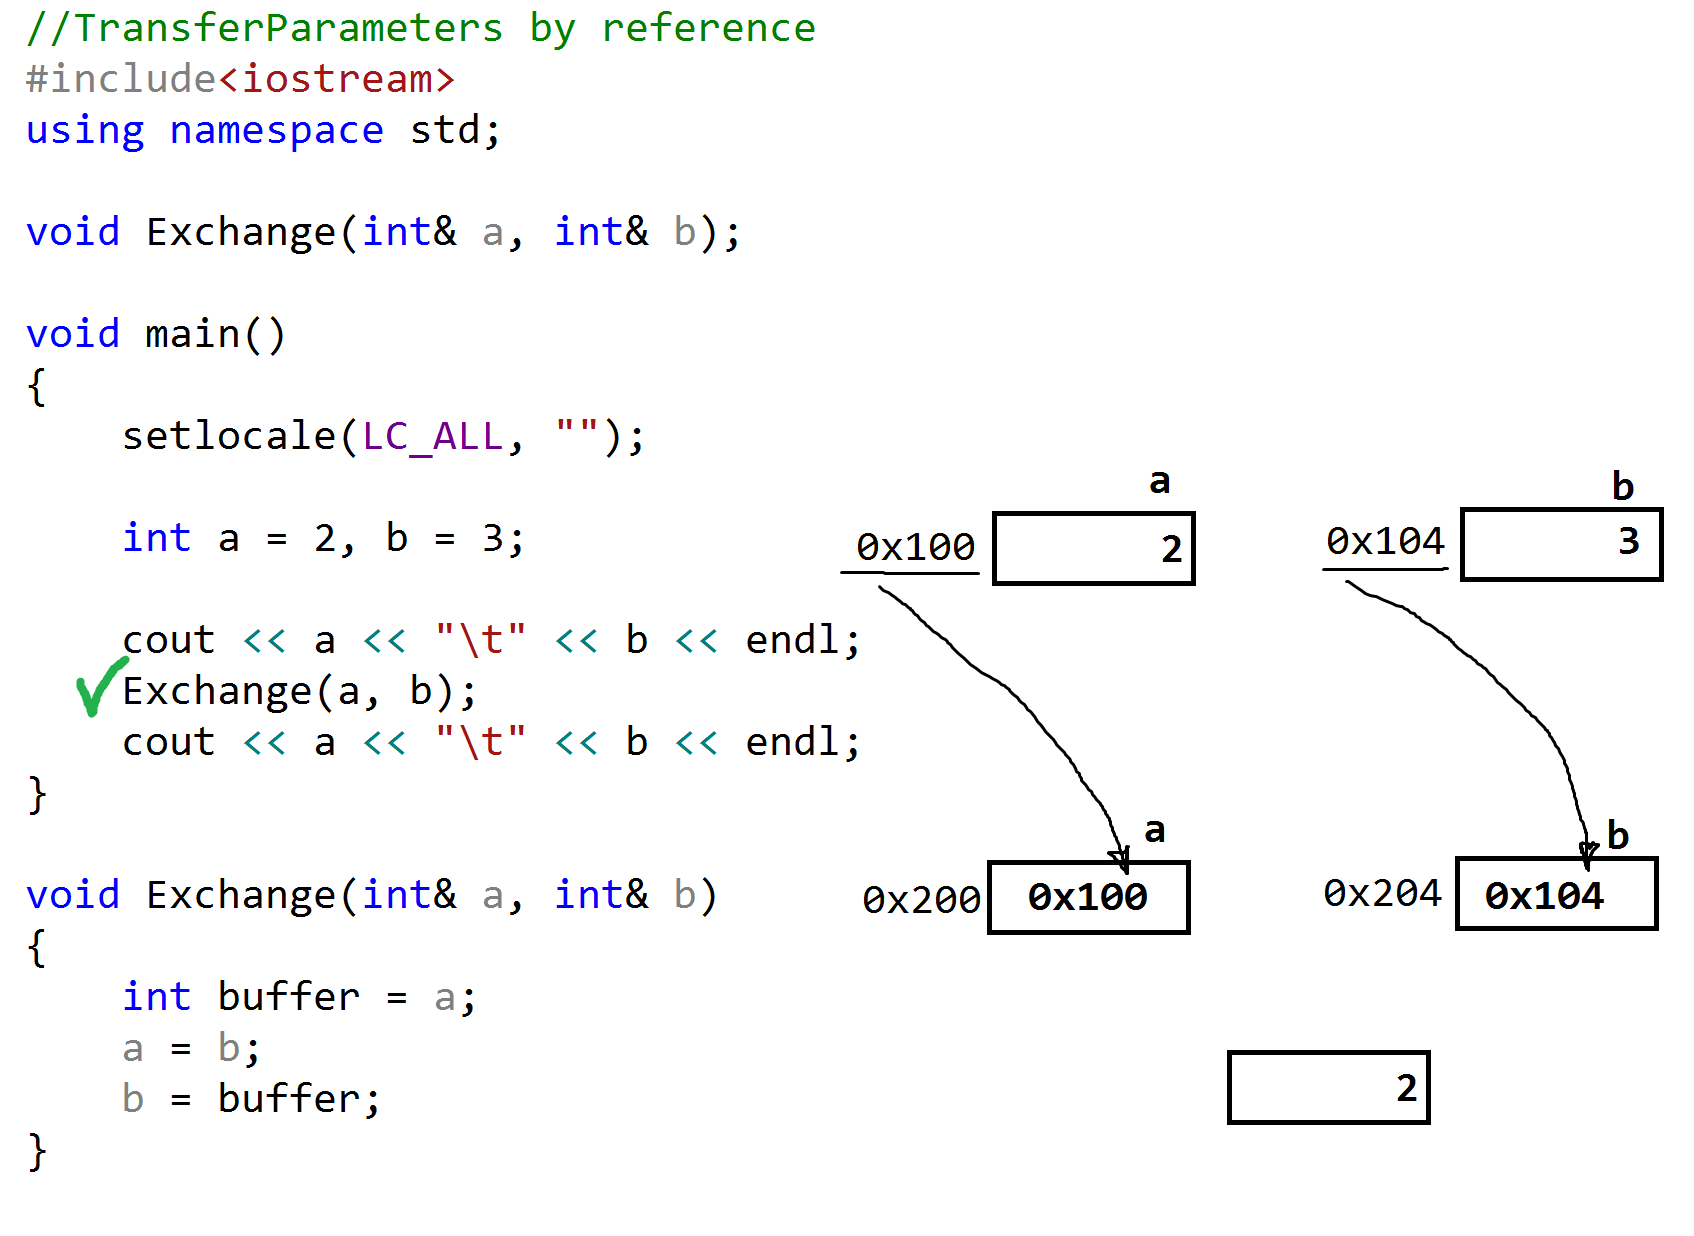 //TransferParameters by reference
#include<iostream>
using namespace std;
void Exchange(int& a, int& b);
void main()
{
setlocale(LC_ALL, "");
int a = 2, b = 3;
cout << a << "\t" << b << endl;
Exchange(a, b);
cout << a << "\t" << b << endl;
}
void Exchange(int& a, int& b)
{
int buffer = a;
a = b;
b = buffer;
}
a
0x100 2
b
0x104 3
a
0x200 0x100
b
0x204 0x104
2